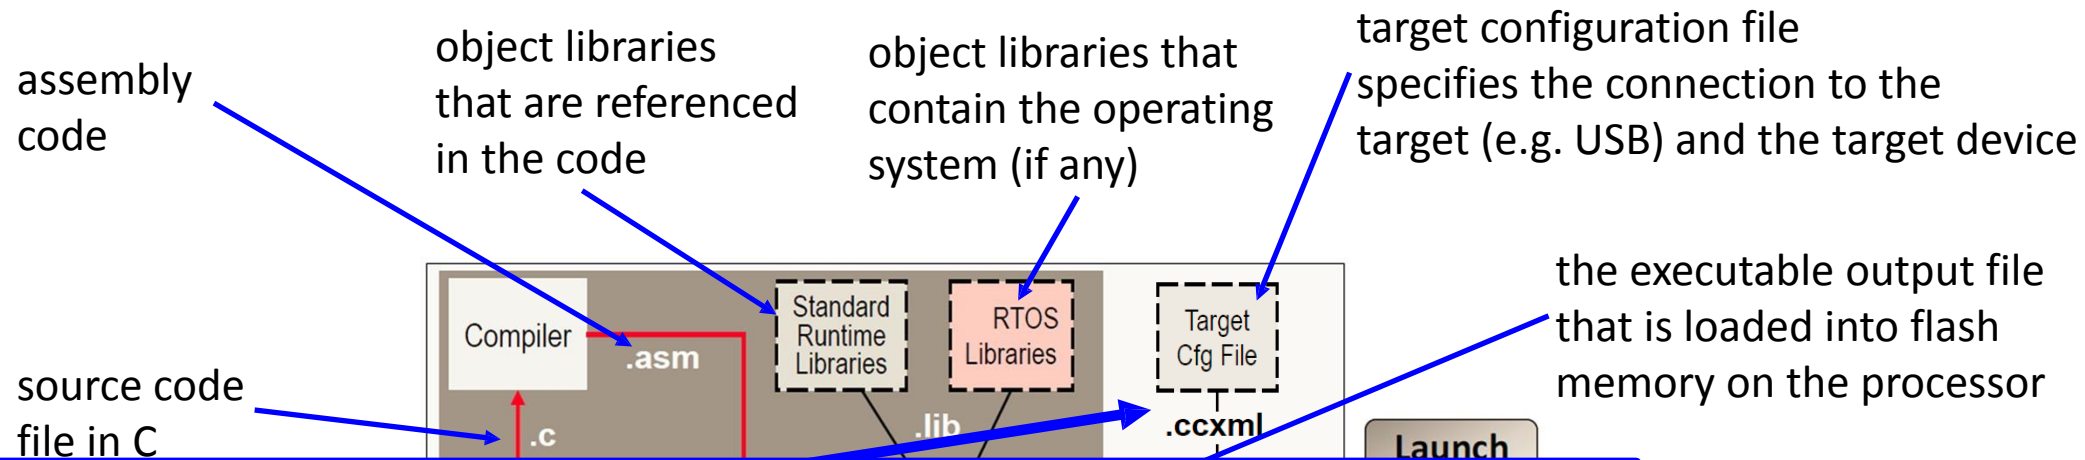 assembly
code
object libraries
that are referenced
in the code
object libraries that
contain the operating
system (if any)
target configuration file
specifies the connection to the
target (e.g. USB) and the target device
the executable output file
that is loaded into flash
memory on the processor
source code
file in C
Compiler
.asm
.c
Standard
Runtime
Libraries
RTOS
Libraries
.lib
Target
Cfg File
.ccxml
Launch